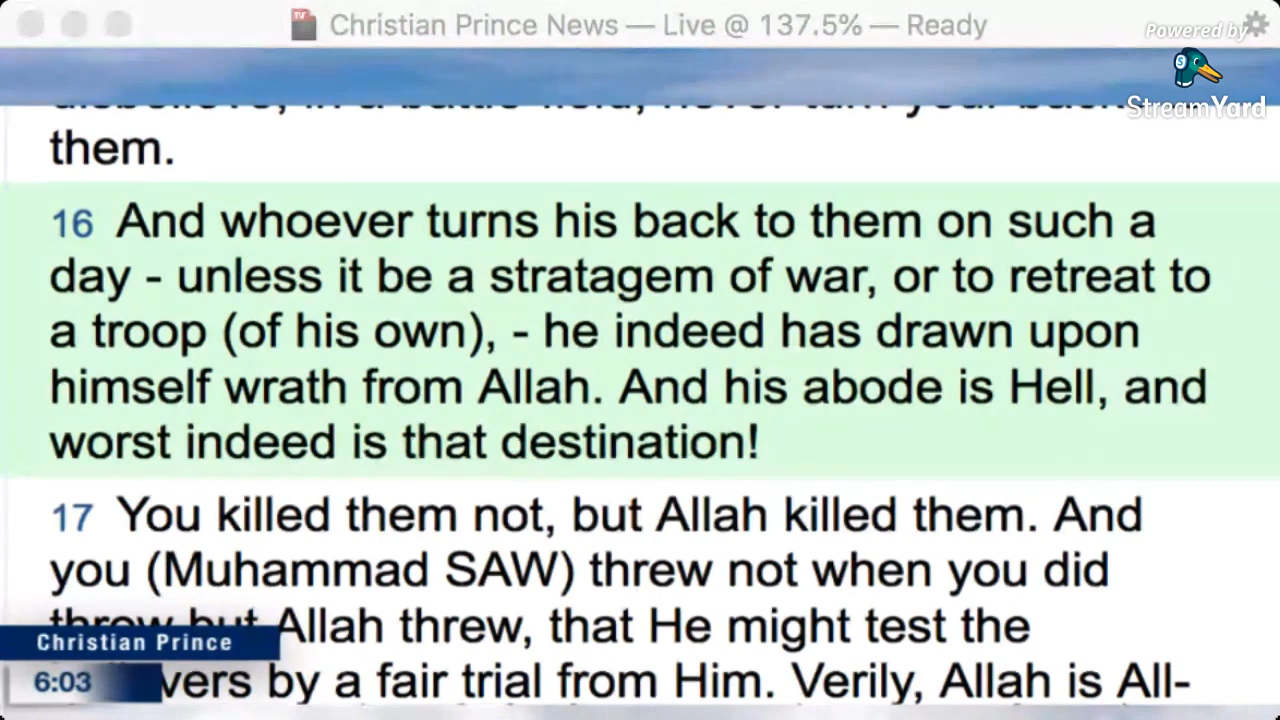 Christian Prince News — Live @ 137.5% — Ready
Powered by
StreamYard
them.
16 And whoever turns his back to them on such a
day - unless it be a stratagem of war, or to retreat to
a troop (of his own), - he indeed has drawn upon
himself wrath from Allah. And his abode is Hell, and
worst indeed is that destination!
17 You killed them not, but Allah killed them. And
you (Muhammad SAW) threw not when you did
throw but Allah threw, that He might test the
vers by a fair trial from Him. Verily, Allah is All-
Christian Prince
6:03